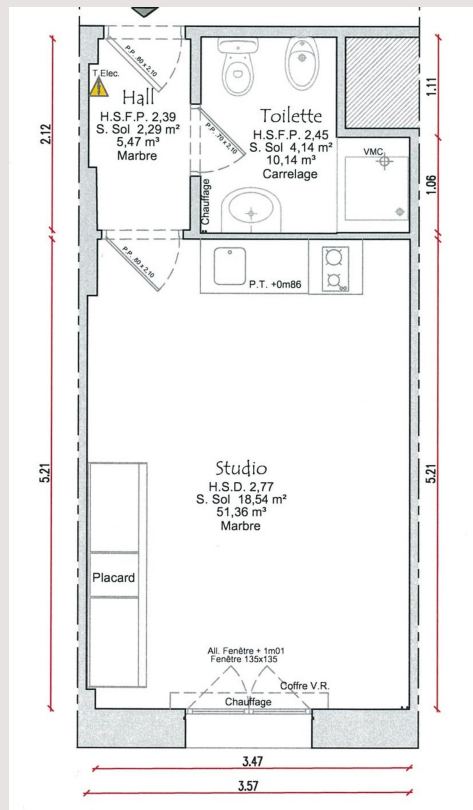 P.P. 80 x 2,10
T.Elec.
Hall
H.S.F.P. 2,39
S. Sol 2,29 m²
5,47 m³
Marbre
P.P. 70 x 2,10
Toilette
H.S.F.P. 2,45
S. Sol 4,14 m²
10,14 m³
Carrelage
Chauffage
VMC
2.12
1.11
1.06
P.P. 80 x 2,10
P.T. +0m86
5.21
5.21
Studio
H.S.D. 2,77
S. Sol 18,54 m²
51,36 m³
Marbre
Placard
All. Fenêtre + 1m01
Fenêtre 135x135
Coffre V.R.
Chauffage
3.47
3.57